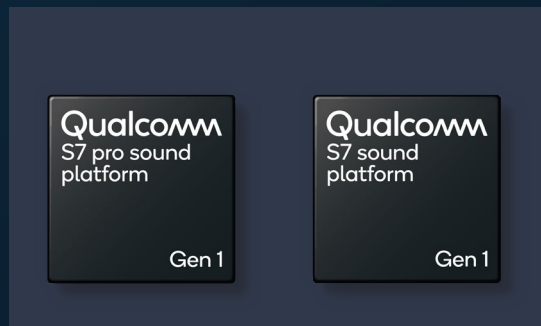 Qualcomm
S7 pro sound
platform
Gen 1
Qualcomm
S7 sound
platform
Gen 1